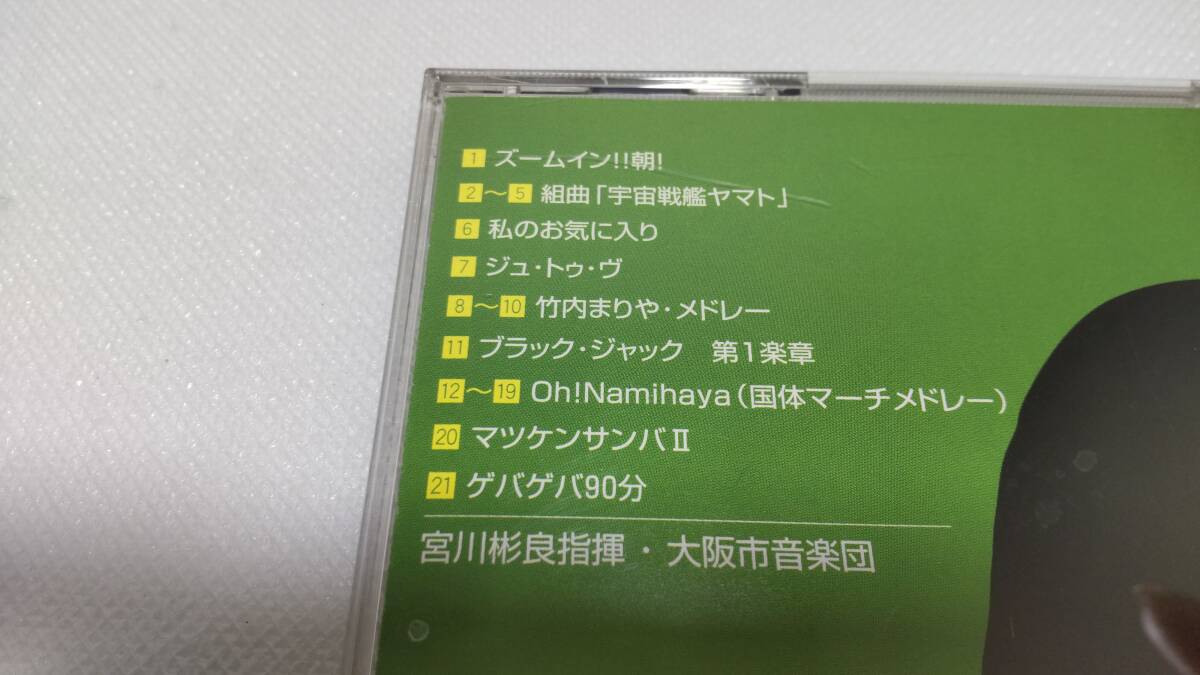 1 ズームイン!!朝!
2～5 組曲「宇宙戦艦ヤマト」
6 私のお気に入り
7 ジュ・トゥ・ヴ
8～10 竹内まりや・メドレー
11 ブラック・ジャック　第1楽章
12～19 Oh!Namihaya(国体マーチメドレー)
20 マツケンサンバⅡ
21 ゲバゲバ90分
宮川彬良指揮・大阪市音楽団